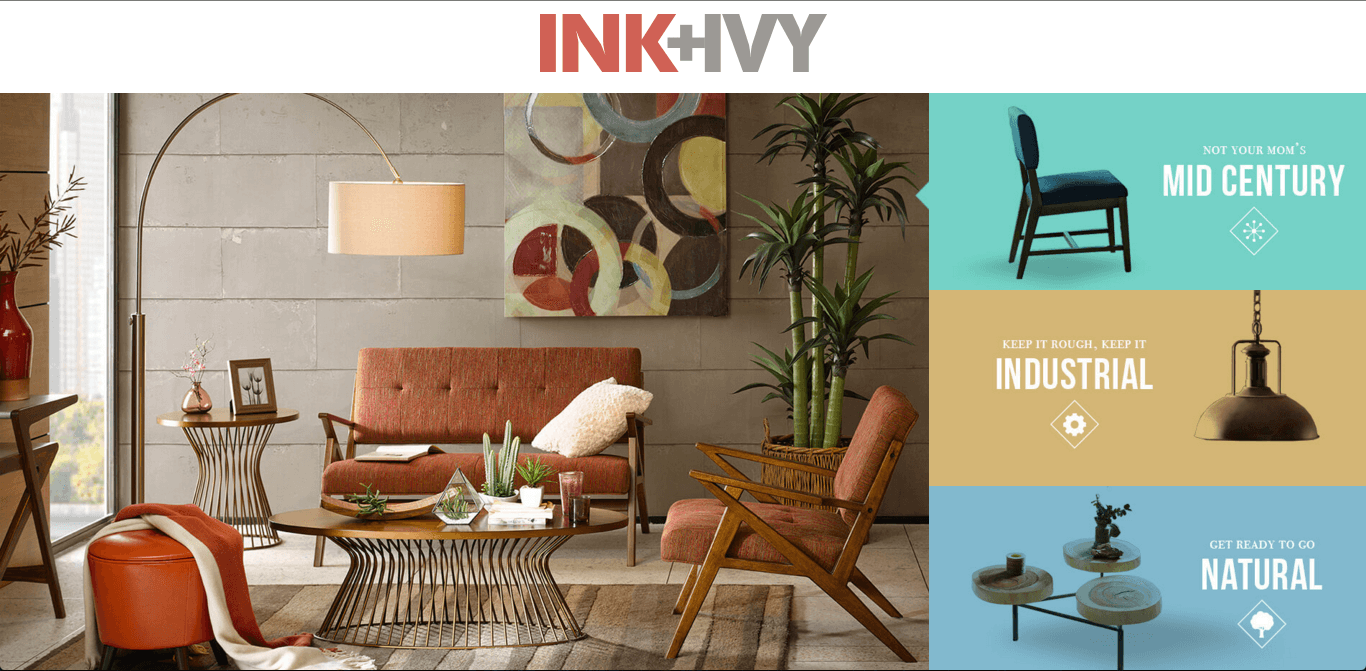 INK+IVY
NOT YOUR MOM'S
MID CENTURY
KEEP IT ROUGH, KEEP IT
INDUSTRIAL
GET READY TO GO
NATURAL